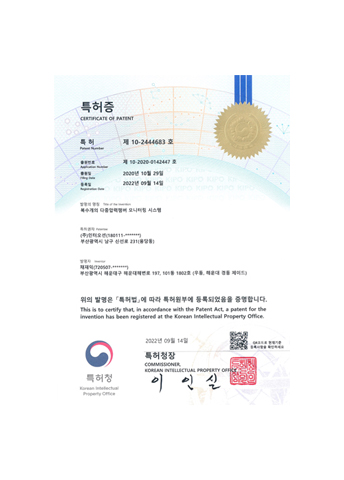 특허증
CERTIFICATE OF PATENT
특 허
Patent Number
제 10-2444683 호
출원번호
Application Number
제 10-2020-0142447 호
출원일
Filing Date
2020년 10월 29일
등록일
Registration Date
2022년 09월 14일
발명의 명칭 Title of the Invention
복수개의 다중압력챔버 모니터링 시스템
특허권자 Patentee
(주)인터오션(180111-*******)
부산광역시 남구 신선로 231(용당동)
발명자 Inventor
채재익(720507-*******)
부산광역시 해운대구 해운대해변로 197, 101동 1802호 (우동, 해운대 경동 제이드)
위의 발명은 「특허법」에 따라 특허원부에 등록되었음을 증명합니다.
This is to certify that, in accordance with the Patent Act, a patent for the
invention has been registered at the Korean Intellectual Property Office.
2022년 09월 14일
QR코드로 현재기준
등록사항을 확인하세요
특허청장
COMMISSIONER,
KOREAN INTELLECTUAL PROPERTY OFFICE
이 인 실
특허청
Korean Intellectual
Property Office